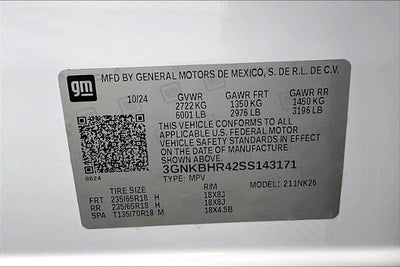 gm
MFD BY GENERAL MOTORS DE MEXICO, S. DE R.L. DE C.V.
10/24 GVWR GAWR FRT GAWR RR
2722 KG 1350 KG 1450 KG
6001 LB 2976 LB 3196 LB
THIS VEHICLE CONFORMS TO ALL
APPLICABLE U.S. FEDERAL MOTOR
VEHICLE SAFETY STANDARDS IN EFFECT
ON THE DATE OF MANUFACTURE SHOWN ABOVE.
3GNKBHR42SS143171
8624
TYPE: MPV MODEL: 211NK26
TIRE SIZE RIM
FRT 235/65R18 H 18X8J
RR 235/65R18 H 18X8J
SPA T135/70R18 M 18X4.5B